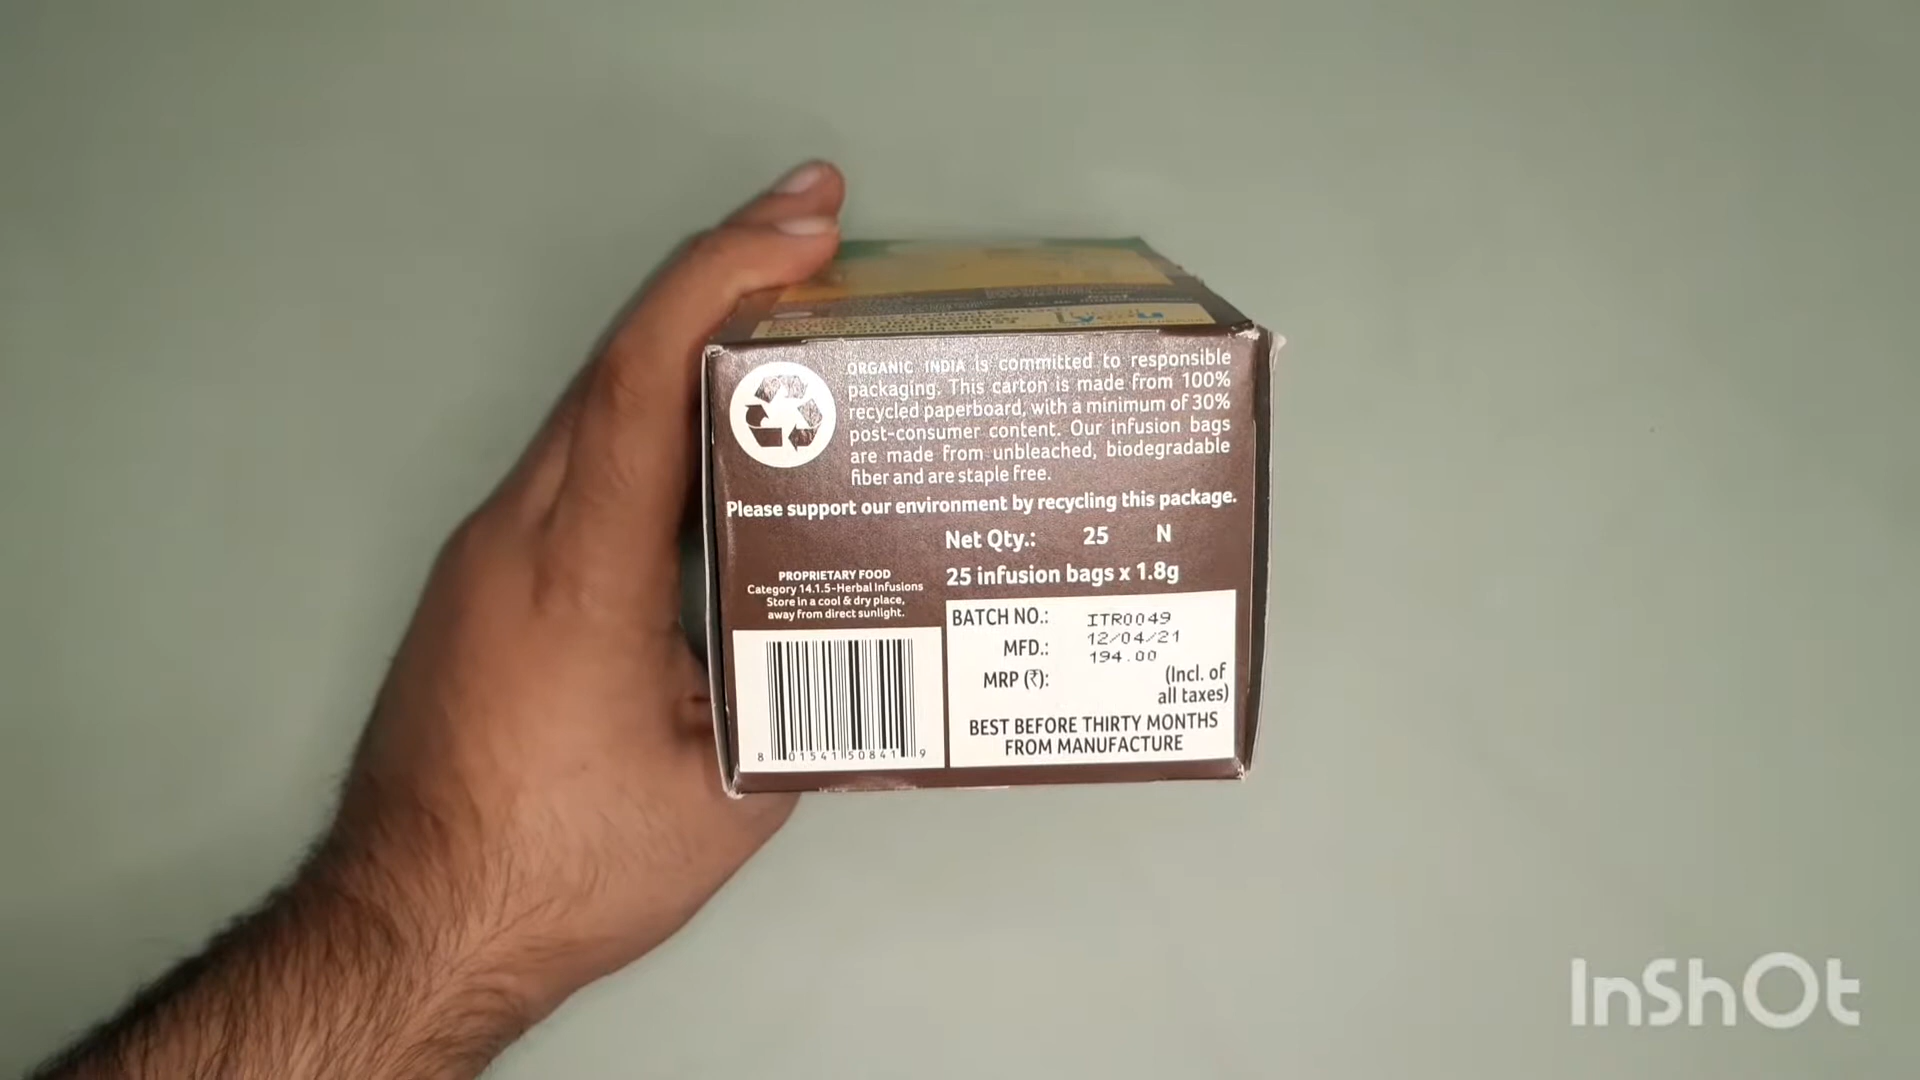 ORGANIC INDIA is committed to responsible
packaging. This carton is made from 100%
recycled paperboard, with a minimum of 30%
post-consumer content. Our infusion bags
are made from unbleached, biodegradable
fiber and are staple free.
Please support our environment by recycling this package.
Net Qty.: 25 N
25 infusion bags x 1.8g
PROPRIETARY FOOD
Category 14.1.5-Herbal Infusions
Store in a cool & dry place,
away from direct sunlight.
8 015411508411 9
BATCH NO.: ITR0049
MFD.: 12/04/21
MRP (₹): 194.00
(Incl. of
all taxes)
BEST BEFORE THIRTY MONTHS
FROM MANUFACTURE
InShOt